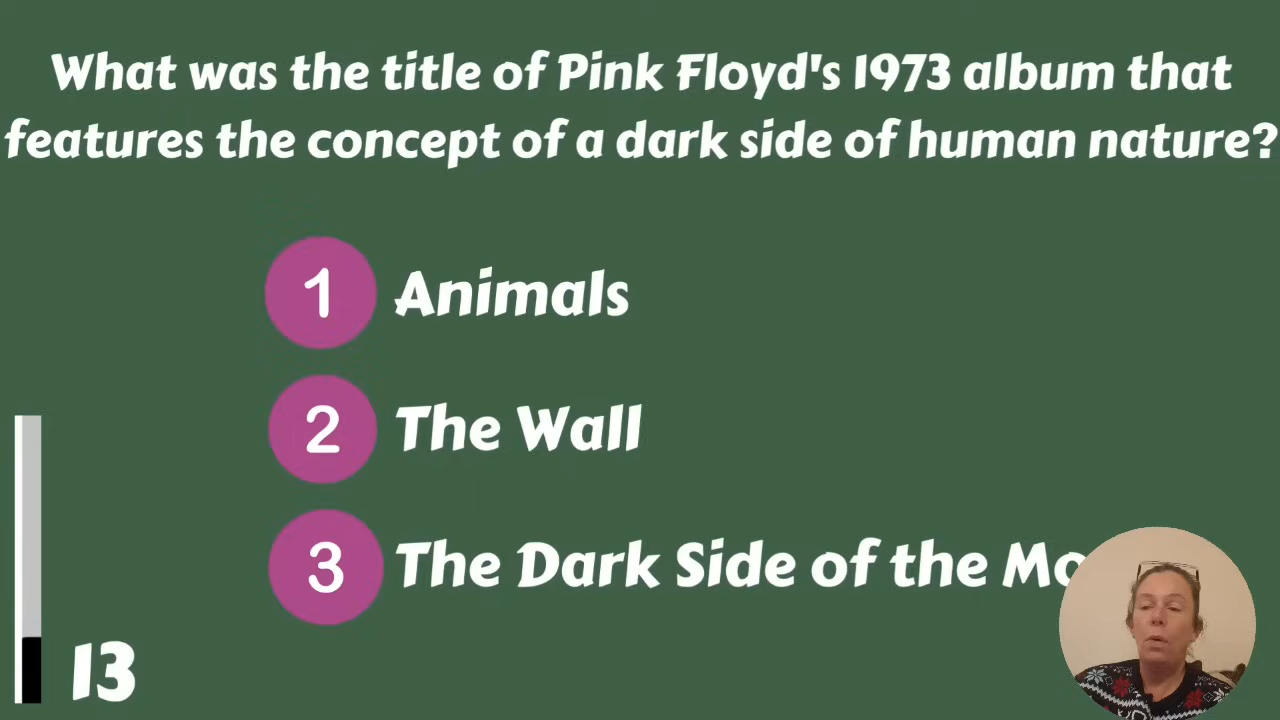 What was the title of Pink Floyd's 1973 album that
features the concept of a dark side of human nature?
1 Animals
2 The Wall
3 The Dark Side of the
13